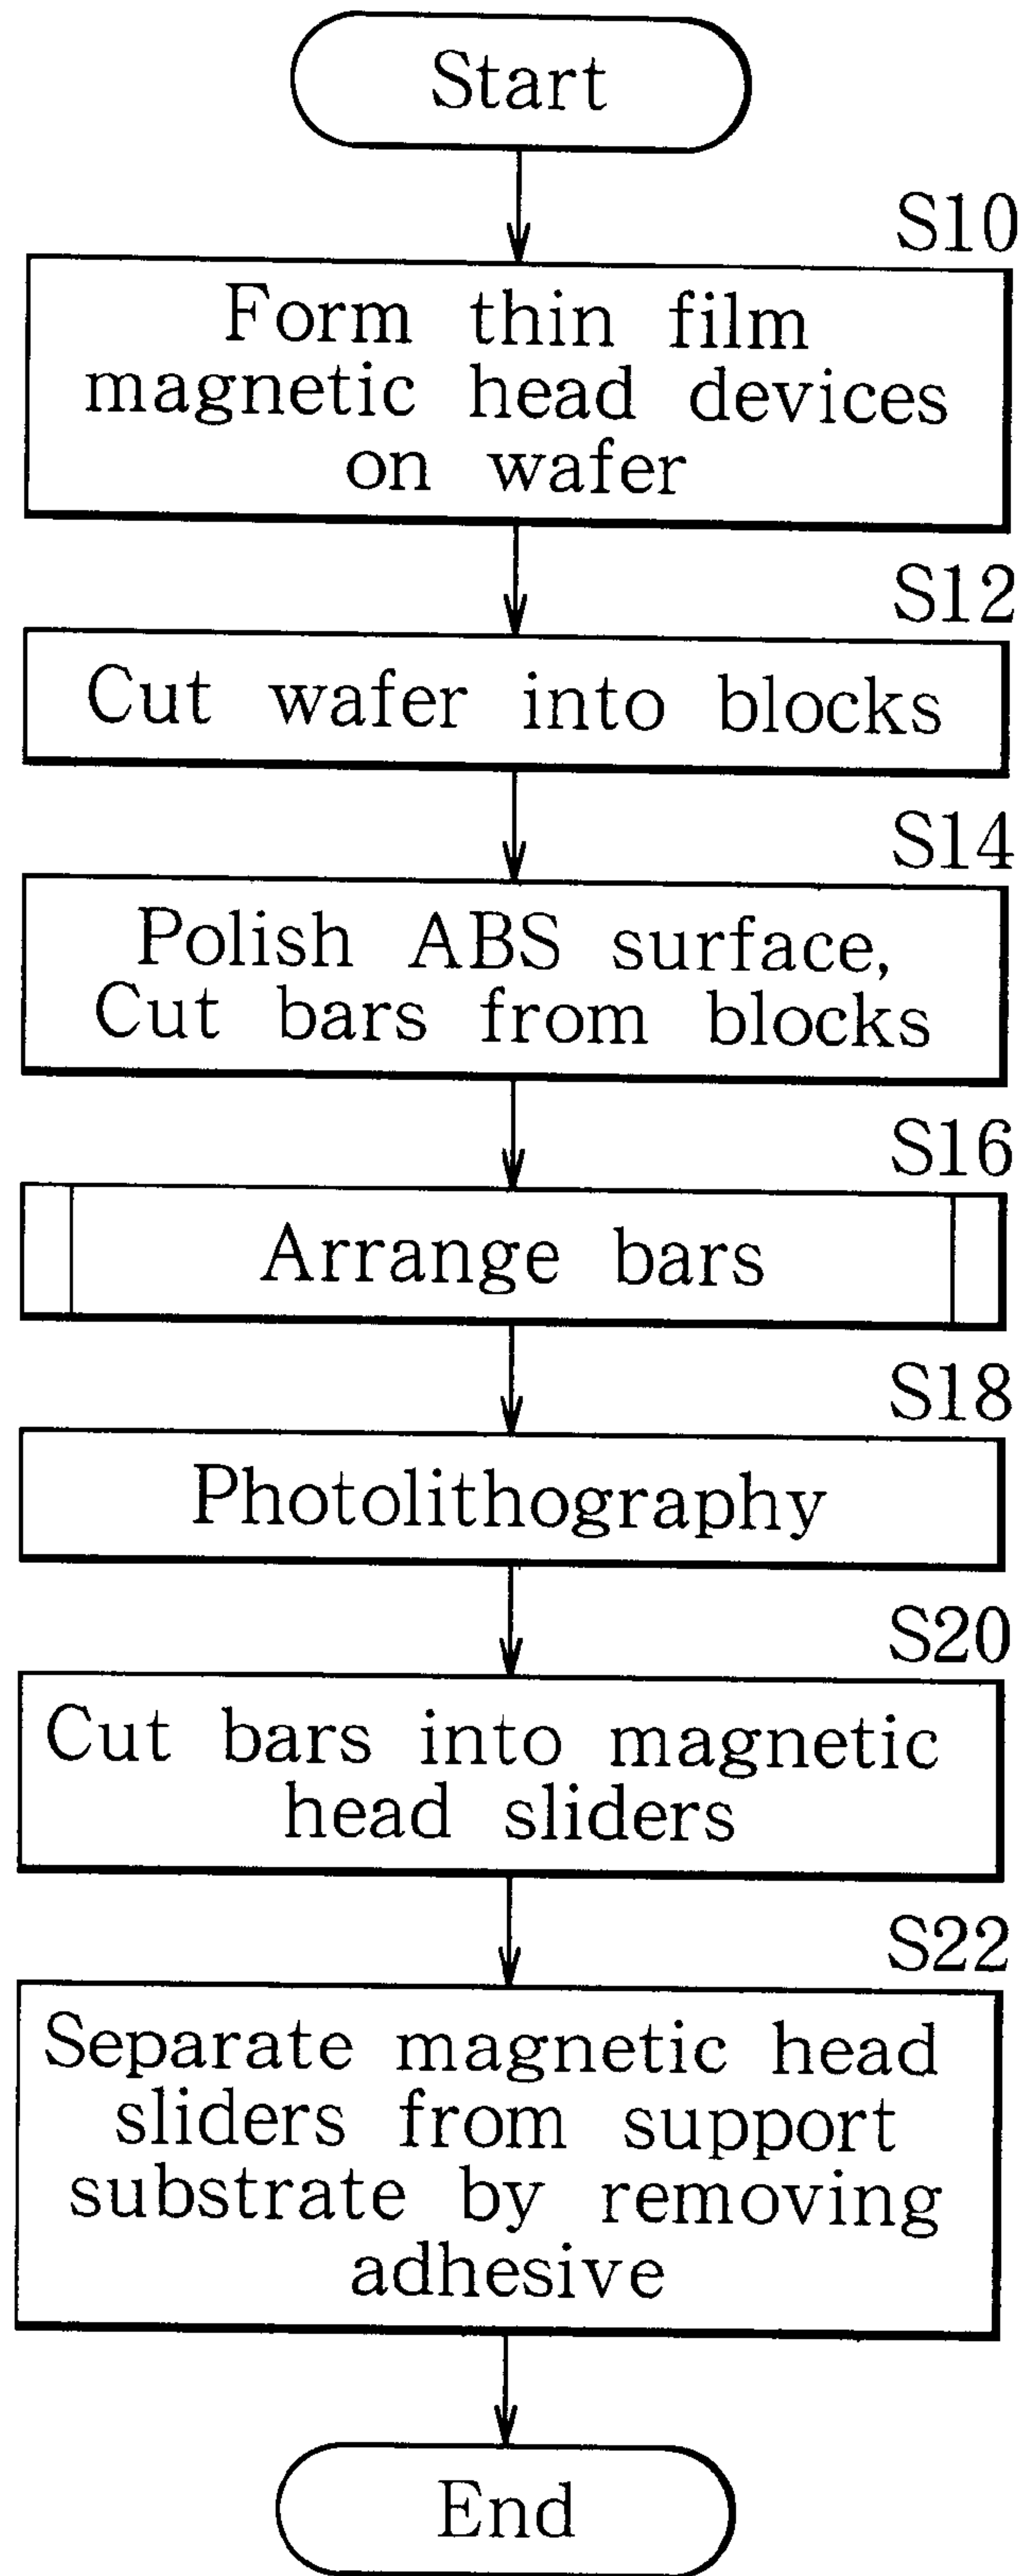 Start
S10
Form thin film
magnetic head devices
on wafer
S12
Cut wafer into blocks
S14
Polish ABS surface,
Cut bars from blocks
S16
Arrange bars
S18
Photolithography
S20
Cut bars into magnetic
head sliders
S22
Separate magnetic head
sliders from support
substrate by removing
adhesive
End